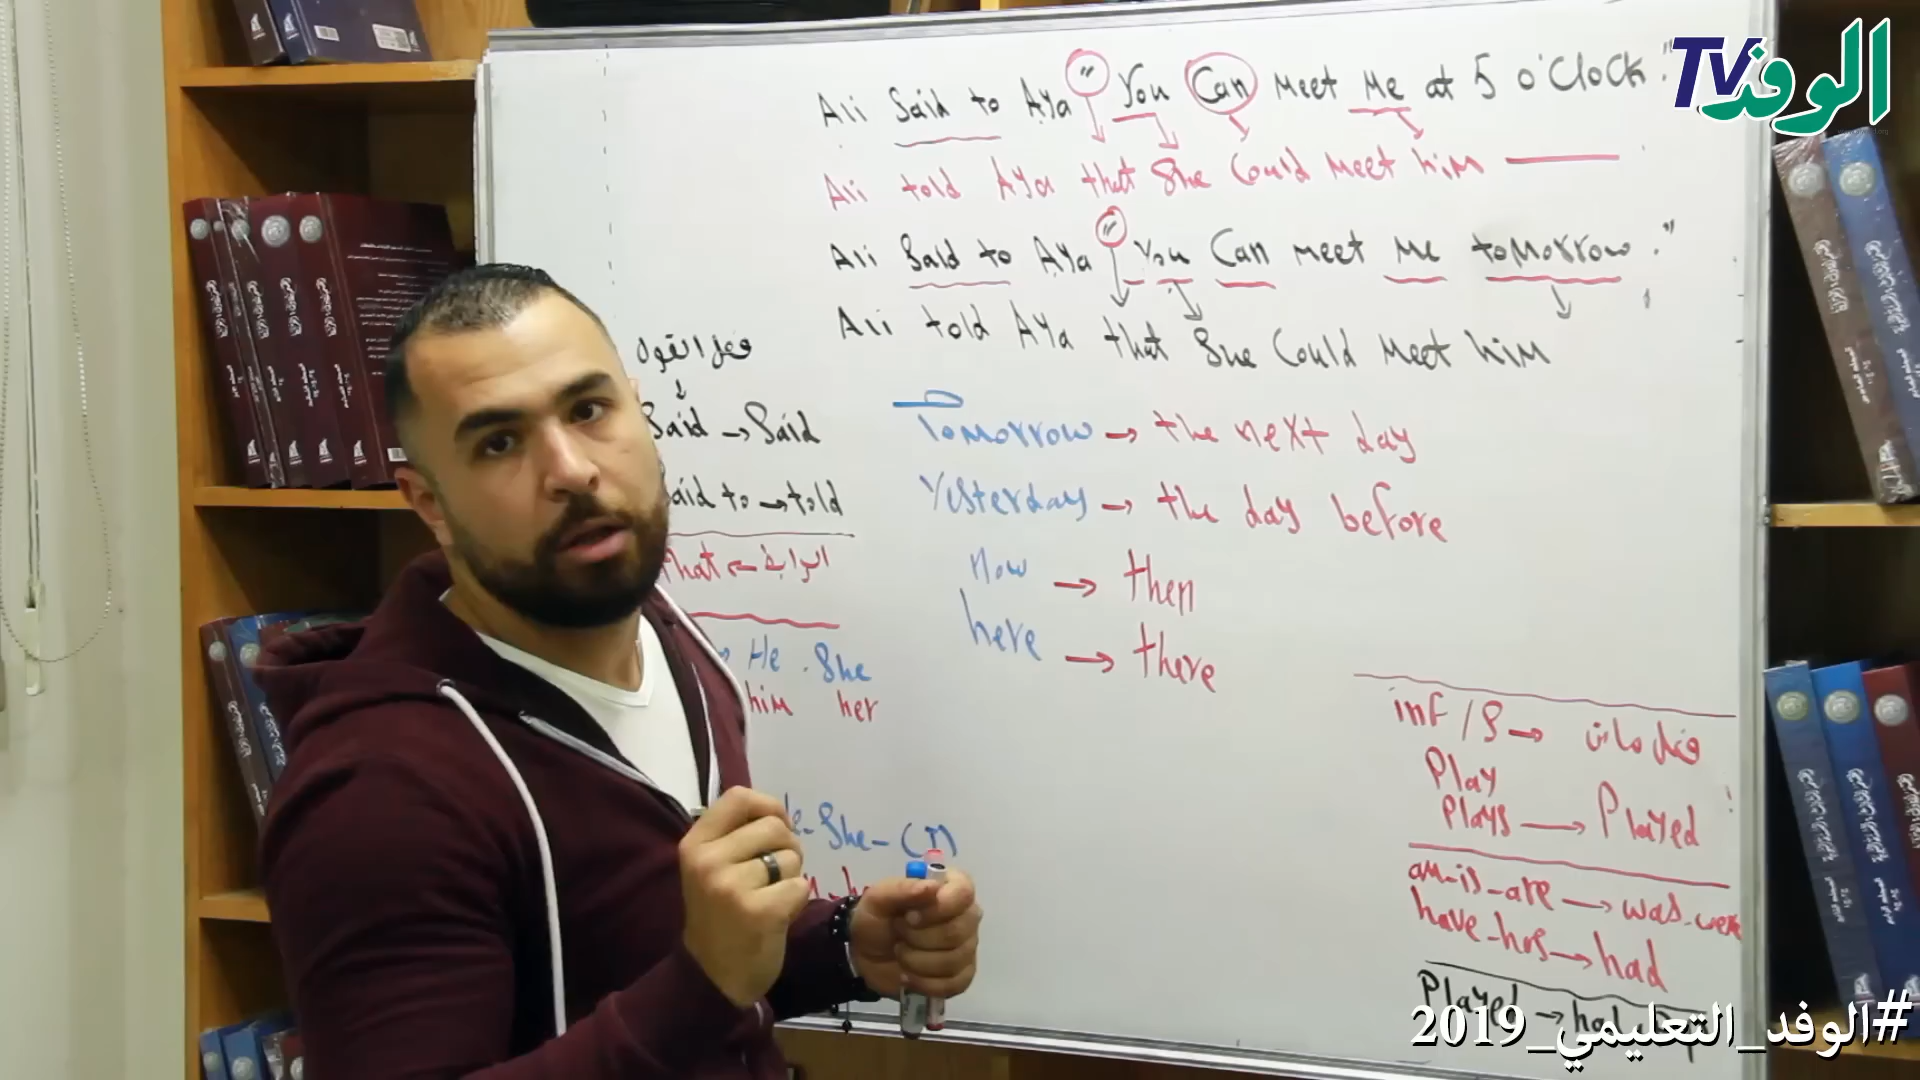 TV الوفد
Ali Said to Aya " You Can Meet Me at 5 o'Clock."
Ali told Aya that She Could Meet him
Ali Said to Aya " You Can meet Me toMorrow."
Ali told Aya that She Could Meet hiM
فعل القول
Said → Said
Said to → told
that ← الرابط
He . She
him her
He - She - (I)
ToMorrow → the next day
Yesterday → the day before
now → then
here → there
inf / S → فعل ماضى
Play
Plays → Played
am - is - are → was - were
have - has → had
Played → had
#الوفد_التعليمي_2019